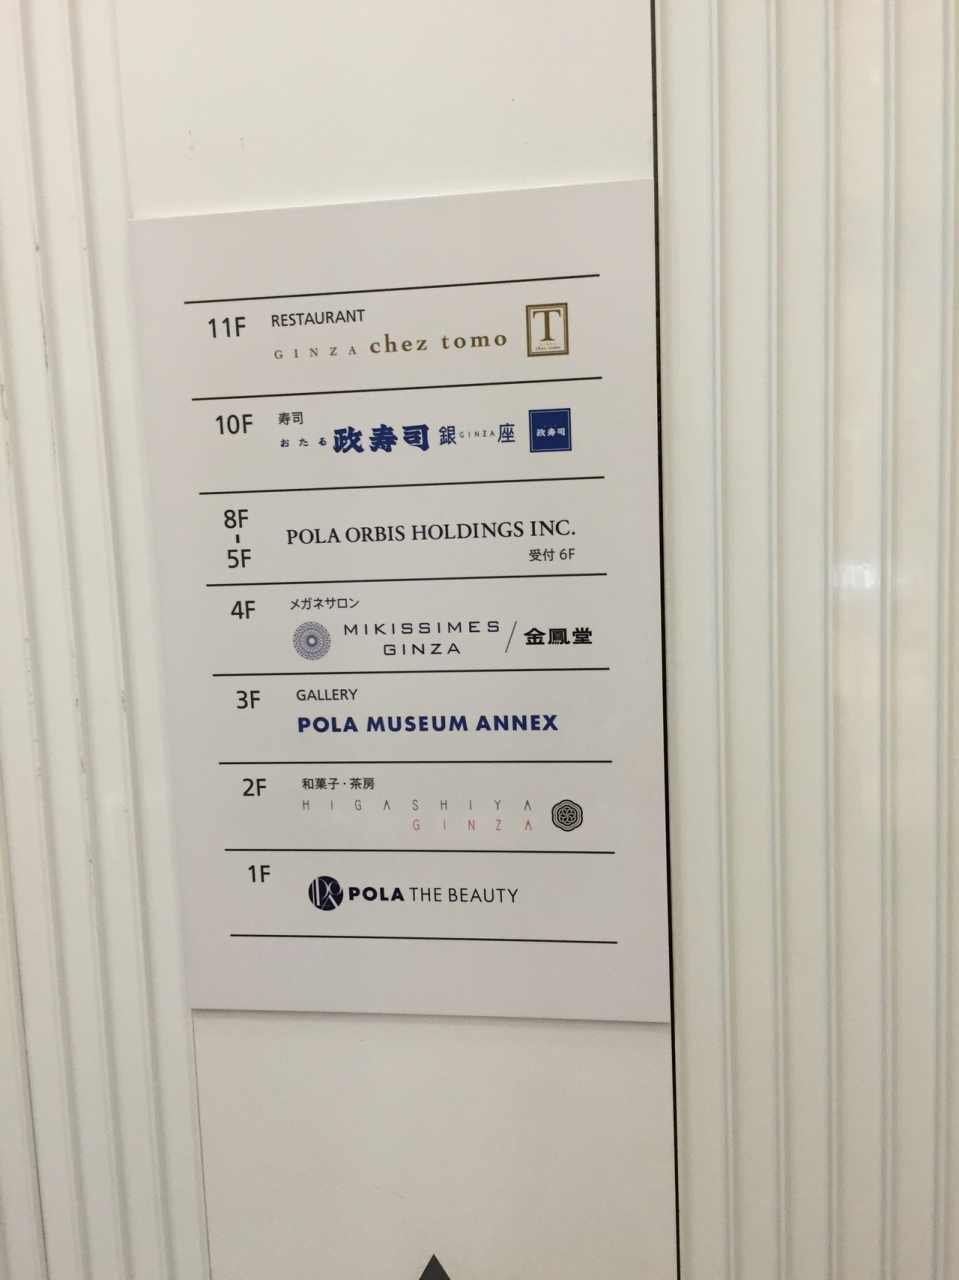 11F RESTAURANT
GINZA chez tomo T
chez tomo
10F 寿司
おたる 政寿司 銀GINZA座 政寿司
8F
-
5F
POLA ORBIS HOLDINGS INC.
受付 6F
4F メガネサロン
MIKISSIMES
GINZA / 金鳳堂
3F GALLERY
POLA MUSEUM ANNEX
2F 和菓子・茶房
HIGASHIYA
GINZA
1F
POLA THE BEAUTY